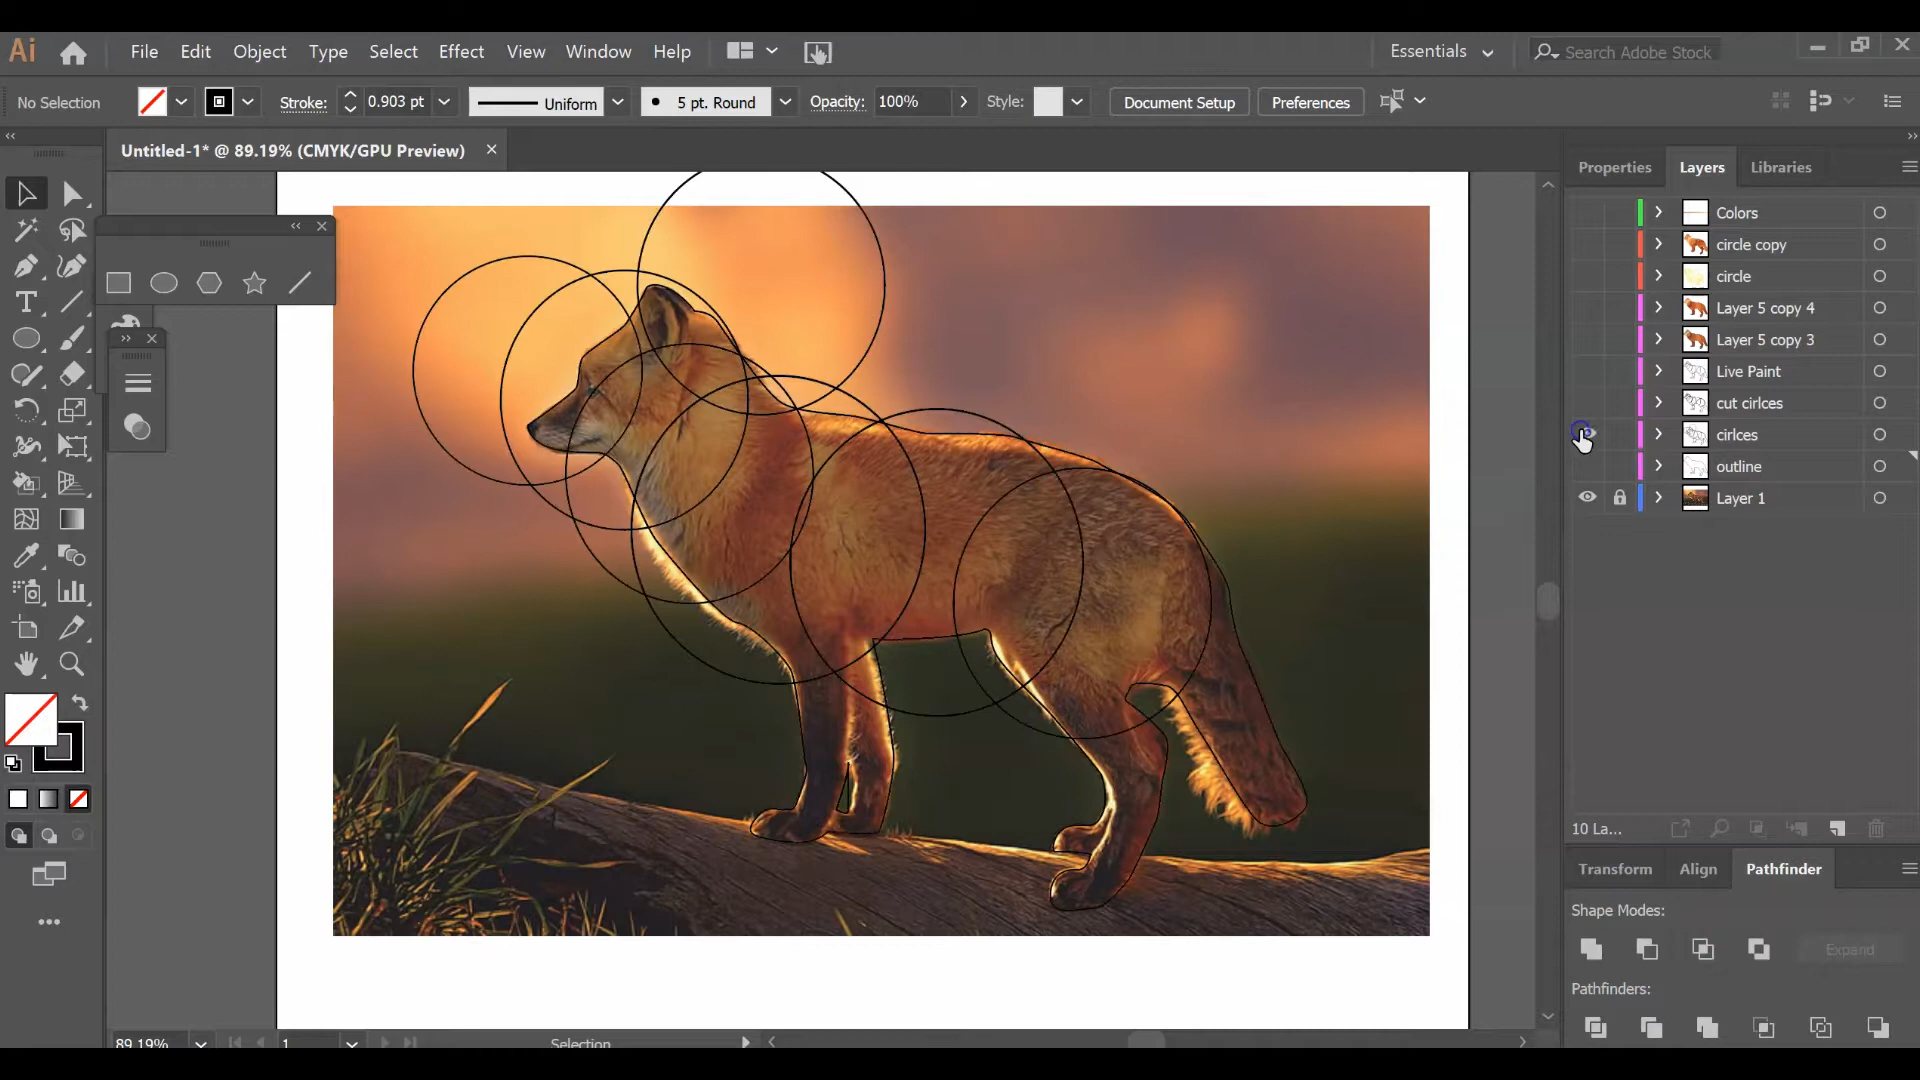 Ai File Edit Object Type Select Effect View Window Help Essentials Search Adobe Stock
No Selection Stroke: 0.903 pt Uniform 5 pt. Round Opacity: 100% Style: Document Setup Preferences
Untitled-1* @ 89.19% (CMYK/GPU Preview)
Properties Layers Libraries
Colors
circle copy
circle
Layer 5 copy 4
Layer 5 copy 3
Live Paint
cut cirlces
cirlces
outline
Layer 1
10 La...
Transform Align Pathfinder
Shape Modes:
Expand
Pathfinders:
89.19% 1 Selection